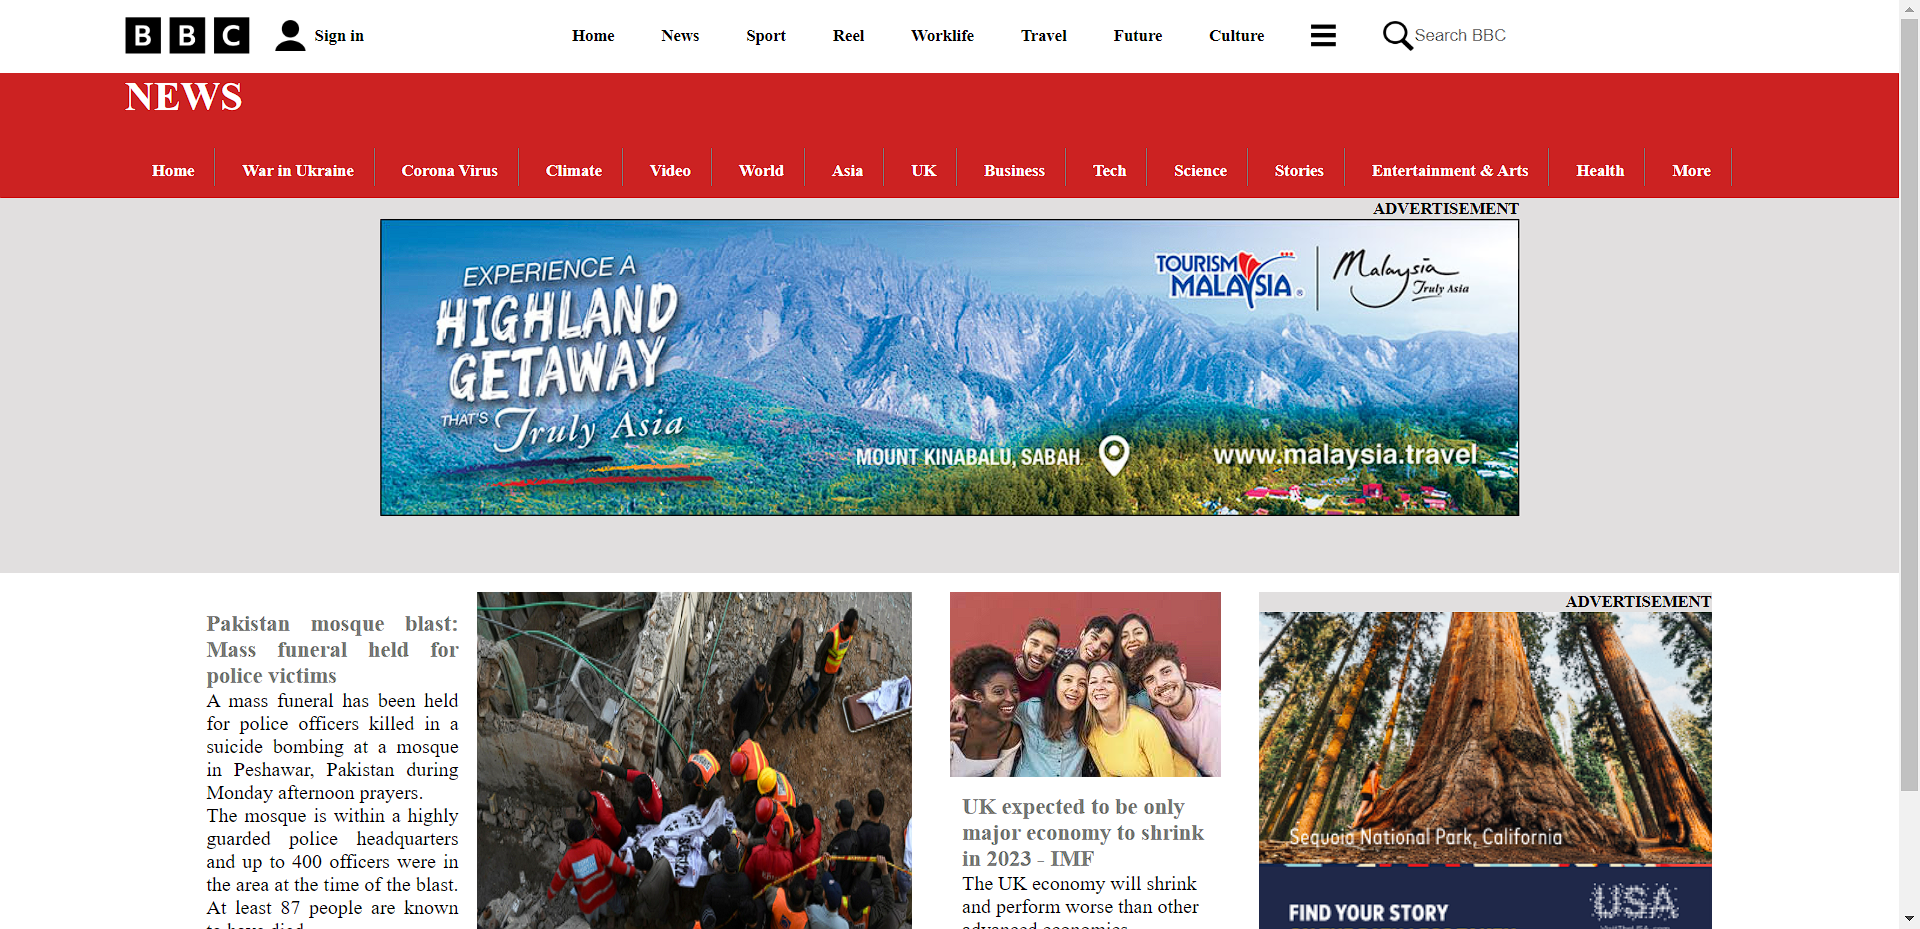 BBC Sign in Home News Sport Reel Worklife Travel Future Culture Search BBC
NEWS
Home War in Ukraine Corona Virus Climate Video World Asia UK Business Tech Science Stories Entertainment & Arts Health More
ADVERTISEMENT
EXPERIENCE A
HIGHLAND
GETAWAY
THAT'S Truly Asia
TOURISM
MALAYSIA ®
Malaysia
Truly Asia
MOUNT KINABALU, SABAH
www.malaysia.travel
Pakistan mosque blast:
Mass funeral held for
police victims
A mass funeral has been held
for police officers killed in a
suicide bombing at a mosque
in Peshawar, Pakistan during
Monday afternoon prayers.
The mosque is within a highly
guarded police headquarters
and up to 400 officers were in
the area at the time of the blast.
At least 87 people are known
to have died
UK expected to be only
major economy to shrink
in 2023 - IMF
The UK economy will shrink
and perform worse than other
advanced economies
ADVERTISEMENT
Sequoia National Park, California
FIND YOUR STORY
USA